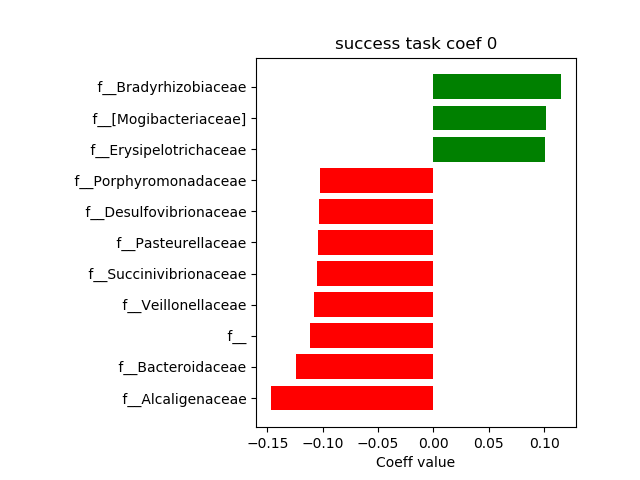 success task coef 0
f__Bradyrhizobiaceae
f__[Mogibacteriaceae]
f__Erysipelotrichaceae
f__Porphyromonadaceae
f__Desulfovibrionaceae
f__Pasteurellaceae
f__Succinivibrionaceae
f__Veillonellaceae
f__
f__Bacteroidaceae
f__Alcaligenaceae
−0.15 −0.10 −0.05 0.00 0.05 0.10
Coeff value